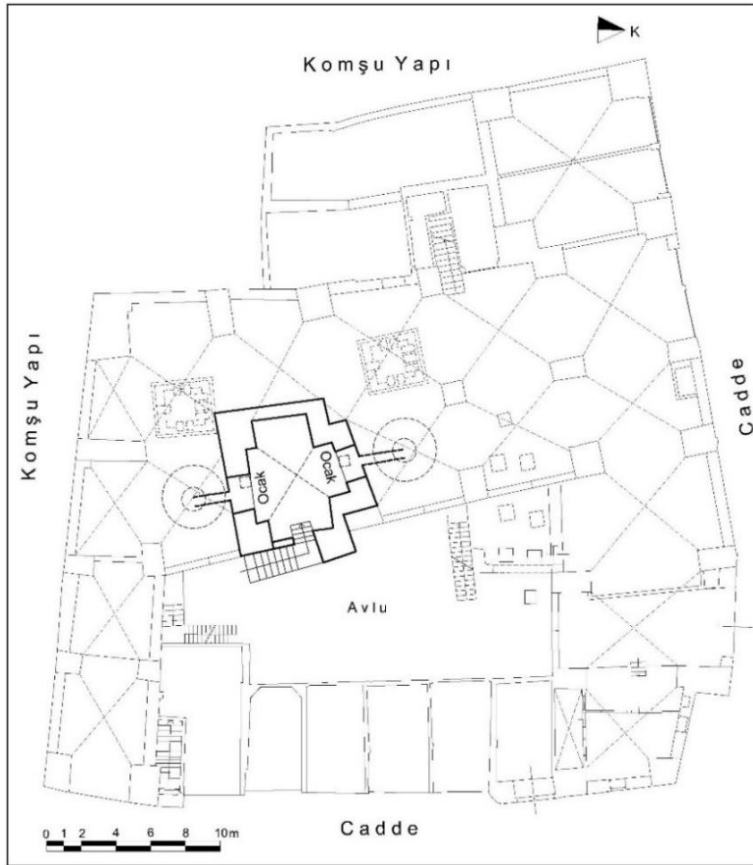 K
Komşu Yapı
Komşu Yapı
Cadde
Ocak
Ocak
Avlu
0 1 2 4 6 8 10m
Cadde